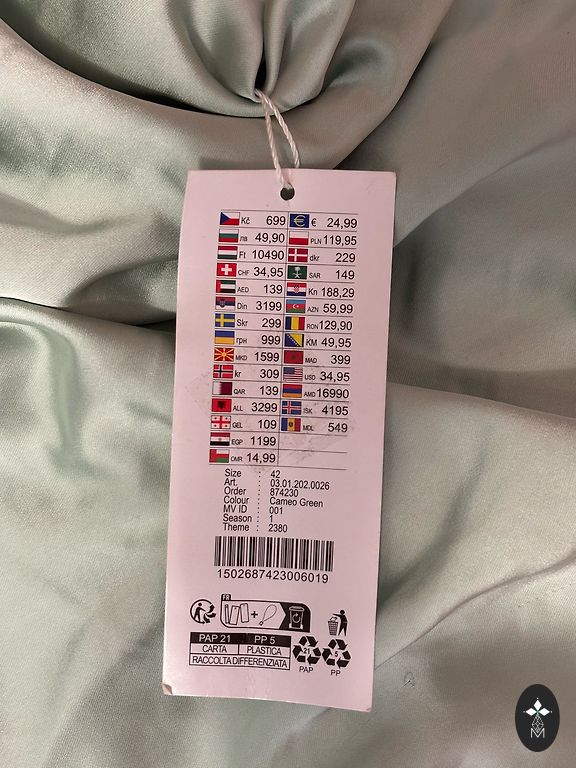 Kč 699 € € 24,99
ЛВ 49,90 PLN 119,95
Ft 10490 dkr 229
CHF 34,95 SAR 149
AED 139 Kn 188,29
Din 3199 AZN 59,99
Skr 299 RON 129,90
грн 999 KM 49,95
MKD 1599 MAD 399
kr 309 USD 34,95
QAR 139 AMD 16990
ALL 3299 ISK 4195
GEL 109 MDL 549
EGP 1199
OMR 14,99
Size : 42
Art. : 03.01.202.0026
Order : 874230
Colour : Cameo Green
MV ID : 001
Season : 1
Theme : 2380
1502687423006019
FR
+
PAP 21 PP 5
CARTA PLASTICA
RACCOLTA DIFFERENZIATA
21 5
PAP PP
M